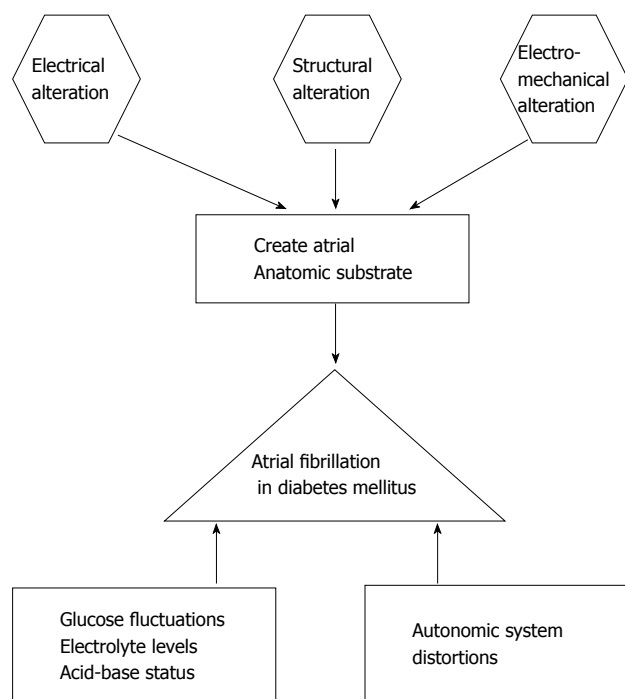 Electrical
alteration
Structural
alteration
Electro-
mechanical
alteration
Create atrial
Anatomic substrate
Atrial fibrillation
in diabetes mellitus
Glucose fluctuations
Electrolyte levels
Acid-base status
Autonomic system
distortions